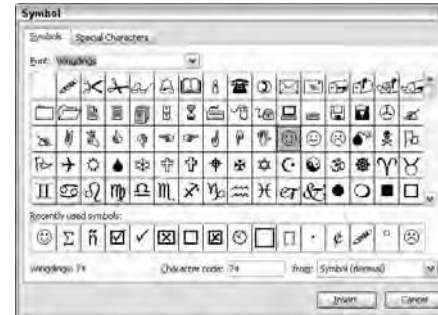 Symbol
Symbols Special Characters
Font: Wingdings
Recently used symbols:
Wingdings: 74 Character code: 74 from: Symbol (decimal)
Insert Cancel